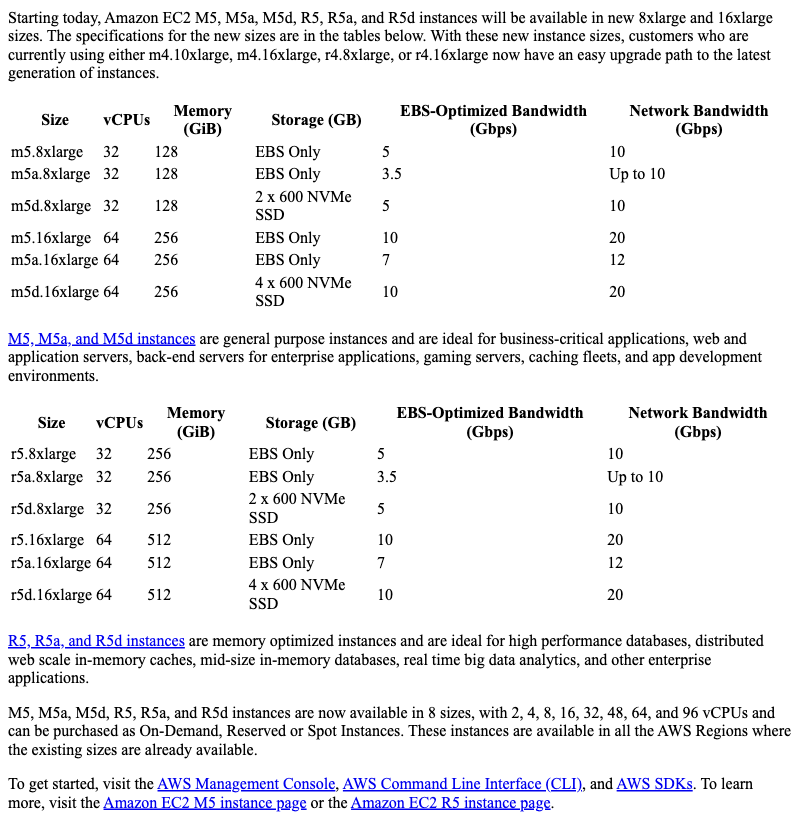 Starting today, Amazon EC2 M5, M5a, M5d, R5, R5a, and R5d instances will be available in new 8xlarge and 16xlarge
sizes. The specifications for the new sizes are in the tables below. With these new instance sizes, customers who are
currently using either m4.10xlarge, m4.16xlarge, r4.8xlarge, or r4.16xlarge now have an easy upgrade path to the latest
generation of instances.
Size vCPUs Memory (GiB) Storage (GB) EBS-Optimized Bandwidth (Gbps) Network Bandwidth (Gbps)
m5.8xlarge 32 128 EBS Only 5 10
m5a.8xlarge 32 128 EBS Only 3.5 Up to 10
m5d.8xlarge 32 128 2 x 600 NVMe SSD 5 10
m5.16xlarge 64 256 EBS Only 10 20
m5a.16xlarge 64 256 EBS Only 7 12
m5d.16xlarge 64 256 4 x 600 NVMe SSD 10 20
M5, M5a, and M5d instances are general purpose instances and are ideal for business-critical applications, web and
application servers, back-end servers for enterprise applications, gaming servers, caching fleets, and app development
environments.
Size vCPUs Memory (GiB) Storage (GB) EBS-Optimized Bandwidth (Gbps) Network Bandwidth (Gbps)
r5.8xlarge 32 256 EBS Only 5 10
r5a.8xlarge 32 256 EBS Only 3.5 Up to 10
r5d.8xlarge 32 256 2 x 600 NVMe SSD 5 10
r5.16xlarge 64 512 EBS Only 10 20
r5a.16xlarge 64 512 EBS Only 7 12
r5d.16xlarge 64 512 4 x 600 NVMe SSD 10 20
R5, R5a, and R5d instances are memory optimized instances and are ideal for high performance databases, distributed
web scale in-memory caches, mid-size in-memory databases, real time big data analytics, and other enterprise
applications.
M5, M5a, M5d, R5, R5a, and R5d instances are now available in 8 sizes, with 2, 4, 8, 16, 32, 48, 64, and 96 vCPUs and
can be purchased as On-Demand, Reserved or Spot Instances. These instances are available in all the AWS Regions where
the existing sizes are already available.
To get started, visit the AWS Management Console, AWS Command Line Interface (CLI), and AWS SDKs. To learn
more, visit the Amazon EC2 M5 instance page or the Amazon EC2 R5 instance page.